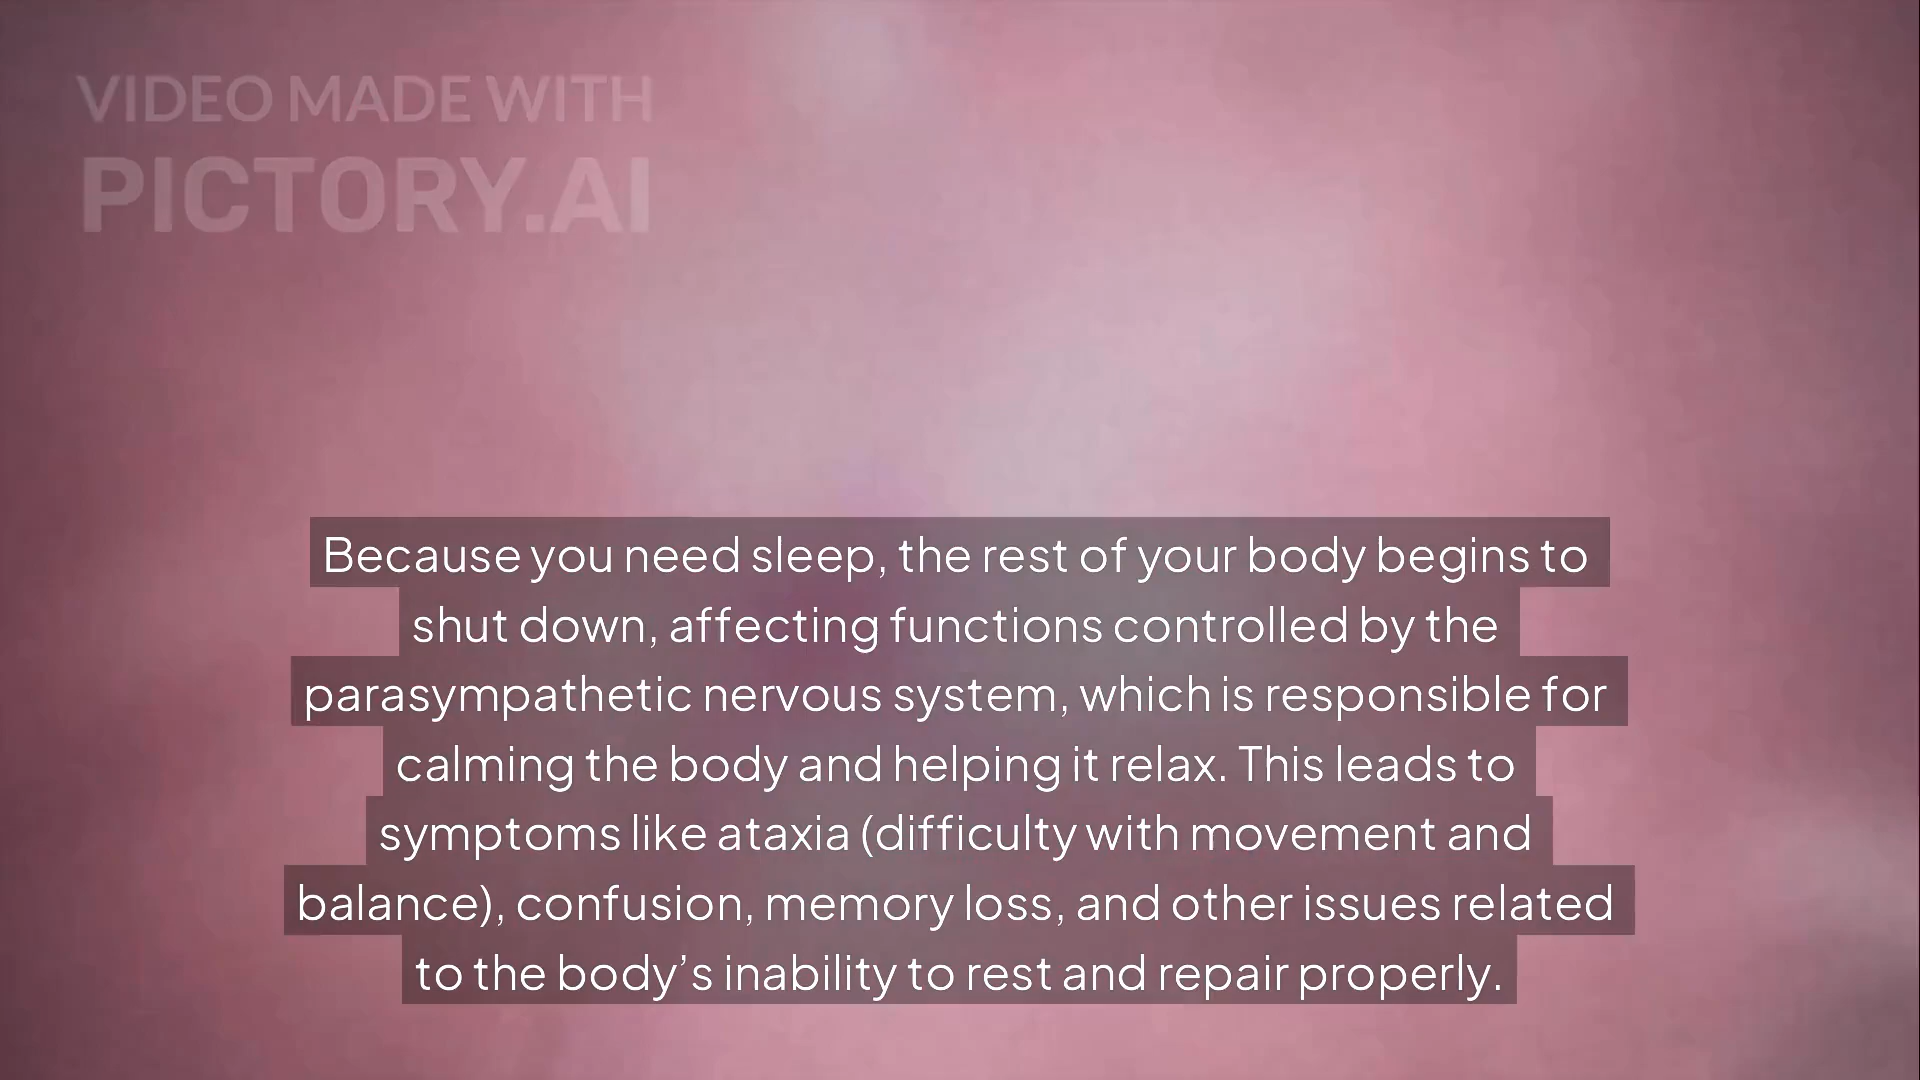 VIDEO MADE WITH
PICTORY.AI
Because you need sleep, the rest of your body begins to
shut down, affecting functions controlled by the
parasympathetic nervous system, which is responsible for
calming the body and helping it relax. This leads to
symptoms like ataxia (difficulty with movement and
balance), confusion, memory loss, and other issues related
to the body’s inability to rest and repair properly.